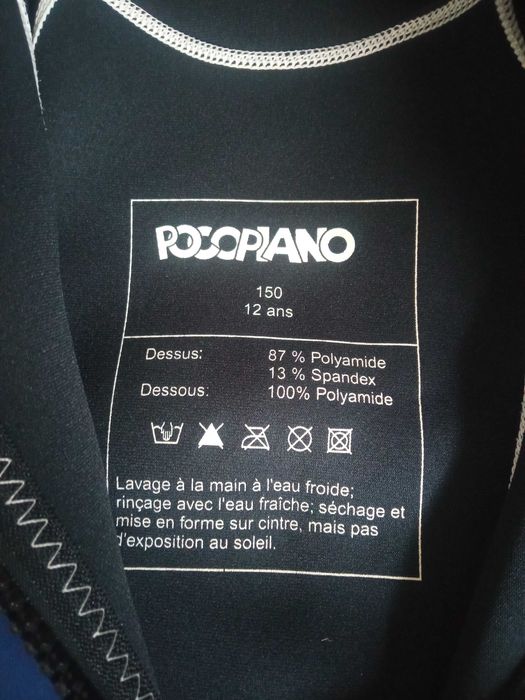 POCOPIANO
150
12 ans
Dessus: 87 % Polyamide
13 % Spandex
Dessous: 100% Polyamide
Lavage à la main à l'eau froide;
rinçage avec l'eau fraîche; séchage et
mise en forme sur cintre, mais pas
d'exposition au soleil.